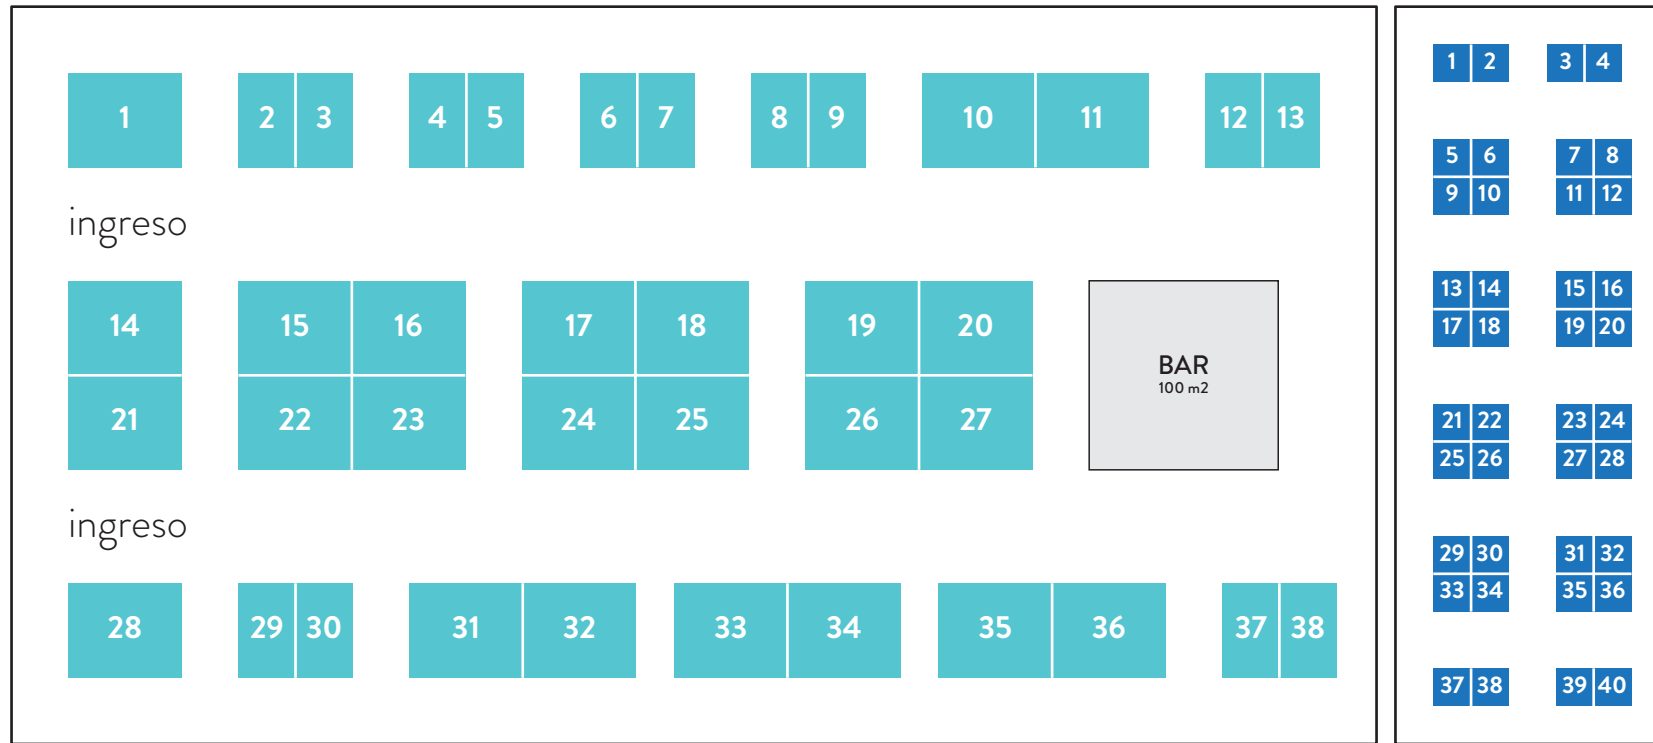 1 2 3 4 5 6 7 8 9 10 11 12 13
ingreso
14 15 16 17 18 19 20
BAR
100 m2
21 22 23 24 25 26 27
ingreso
28 29 30 31 32 33 34 35 36 37 38
1 2 3 4
5 6 7 8
9 10 11 12
13 14 15 16
17 18 19 20
21 22 23 24
25 26 27 28
29 30 31 32
33 34 35 36
37 38 39 40